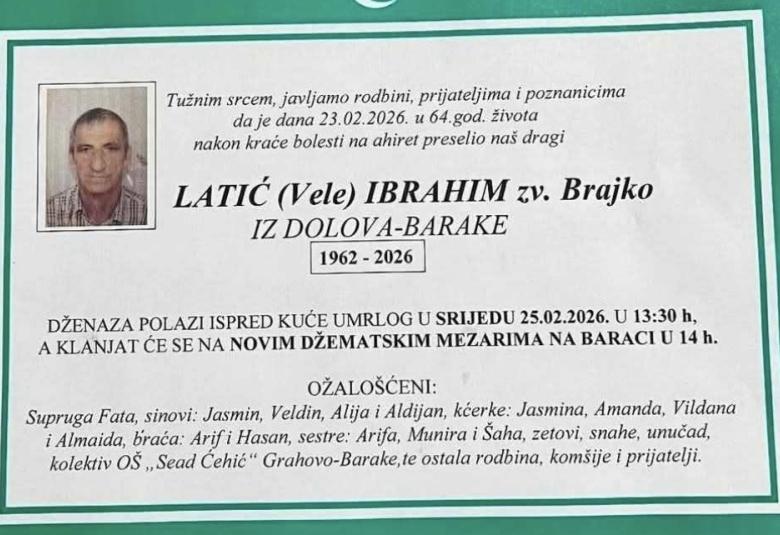 Tužnim srcem, javljamo rodbini, prijateljima i poznanicima
da je dana 23.02.2026. u 64.god. života
nakon kraće bolesti na ahiret preselio naš dragi
LATIĆ (Vele) IBRAHIM zv. Brajko
IZ DOLOVA-BARAKE
1962 - 2026
DŽENAZA POLAZI ISPRED KUĆE UMRLOG U SRIJEDU 25.02.2026. U 13:30 h,
A KLANJAT ĆE SE NA NOVIM DŽEMATSKIM MEZARIMA NA BARACI U 14 h.
OŽALOŠĆENI:
Supruga Fata, sinovi: Jasmin, Veldin, Alija i Aldijan, kćerke: Jasmina, Amanda, Vildana
i Almaida, braća: Arif i Hasan, sestre: Arifa, Munira i Šaha, zetovi, snahe, unučad,
kolektiv OŠ „Sead Ćehić“ Grahovo-Barake,te ostala rodbina, komšije i prijatelji.